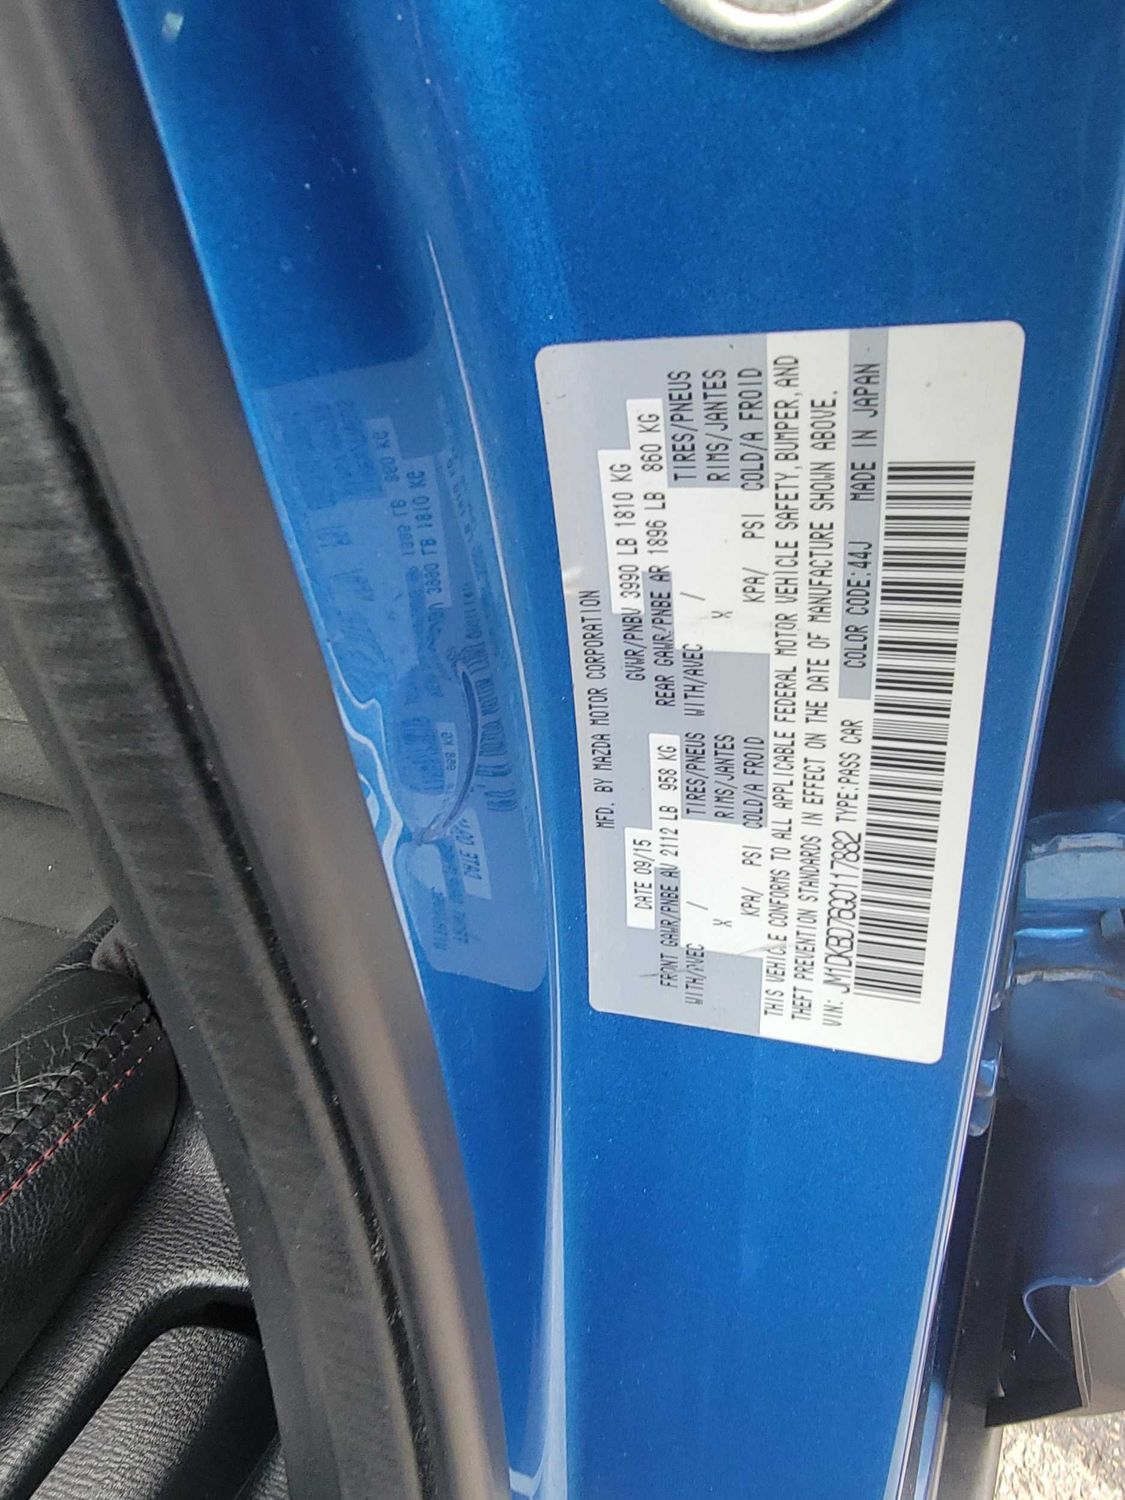 MFD. BY MAZDA MOTOR CORPORATION
DATE 09/15 GVWR/PNBV 3990 LB 1810 KG
FRONT GAWR/PNBE AV 2112 LB 958 KG REAR GAWR/PNBE AR 1896 LB 860 KG
WITH/AVEC / TIRES/PNEUS WITH/AVEC / TIRES/PNEUS
X RIMS/JANTES X RIMS/JANTES
KPA/ PSI COLD/A FROID KPA/ PSI COLD/A FROID
THIS VEHICLE CONFORMS TO ALL APPLICABLE FEDERAL MOTOR VEHICLE SAFETY, BUMPER, AND
THEFT PREVENTION STANDARDS IN EFFECT ON THE DATE OF MANUFACTURE SHOWN ABOVE.
VIN: JM1DKBD76G0117882 TYPE:PASS CAR COLOR CODE:44J MADE IN JAPAN